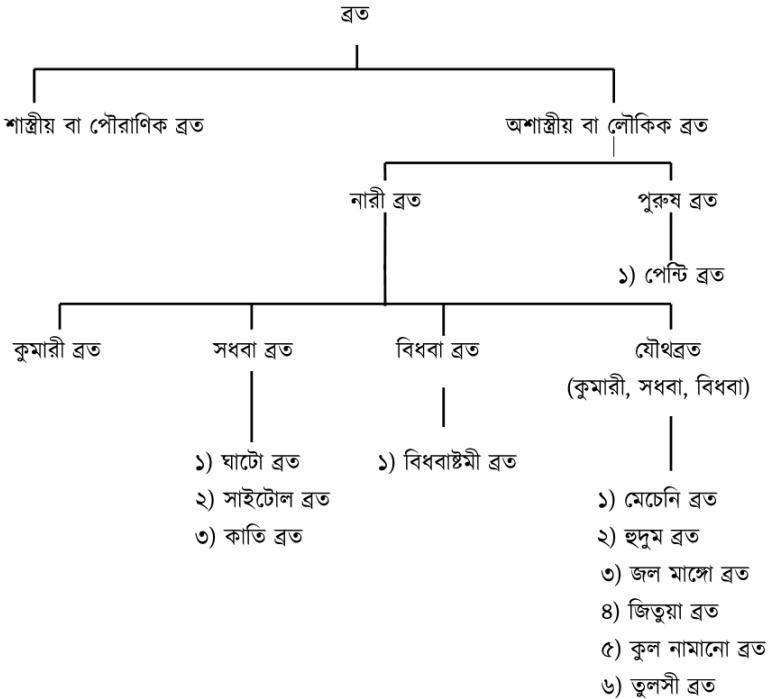 ব্রত
শাস্ত্রীয় বা পৌরাণিক ব্রত
অশাস্ত্রীয় বা লৌকিক ব্রত
নারী ব্রত
পুরুষ ব্রত
১) পেন্টি ব্রত
কুমারী ব্রত
সধবা ব্রত
বিধবা ব্রত
যৌথব্রত
(কুমারী, সধবা, বিধবা)
১) ঘাটো ব্রত
২) সাইটোল ব্রত
৩) কাতি ব্রত
১) বিধবাষ্টমী ব্রত
১) মেচেনি ব্রত
২) হুদুম ব্রত
৩) জল মাঙ্গো ব্রত
৪) জিতুয়া ব্রত
৫) কুল নামানো ব্রত
৬) তুলসী ব্রত